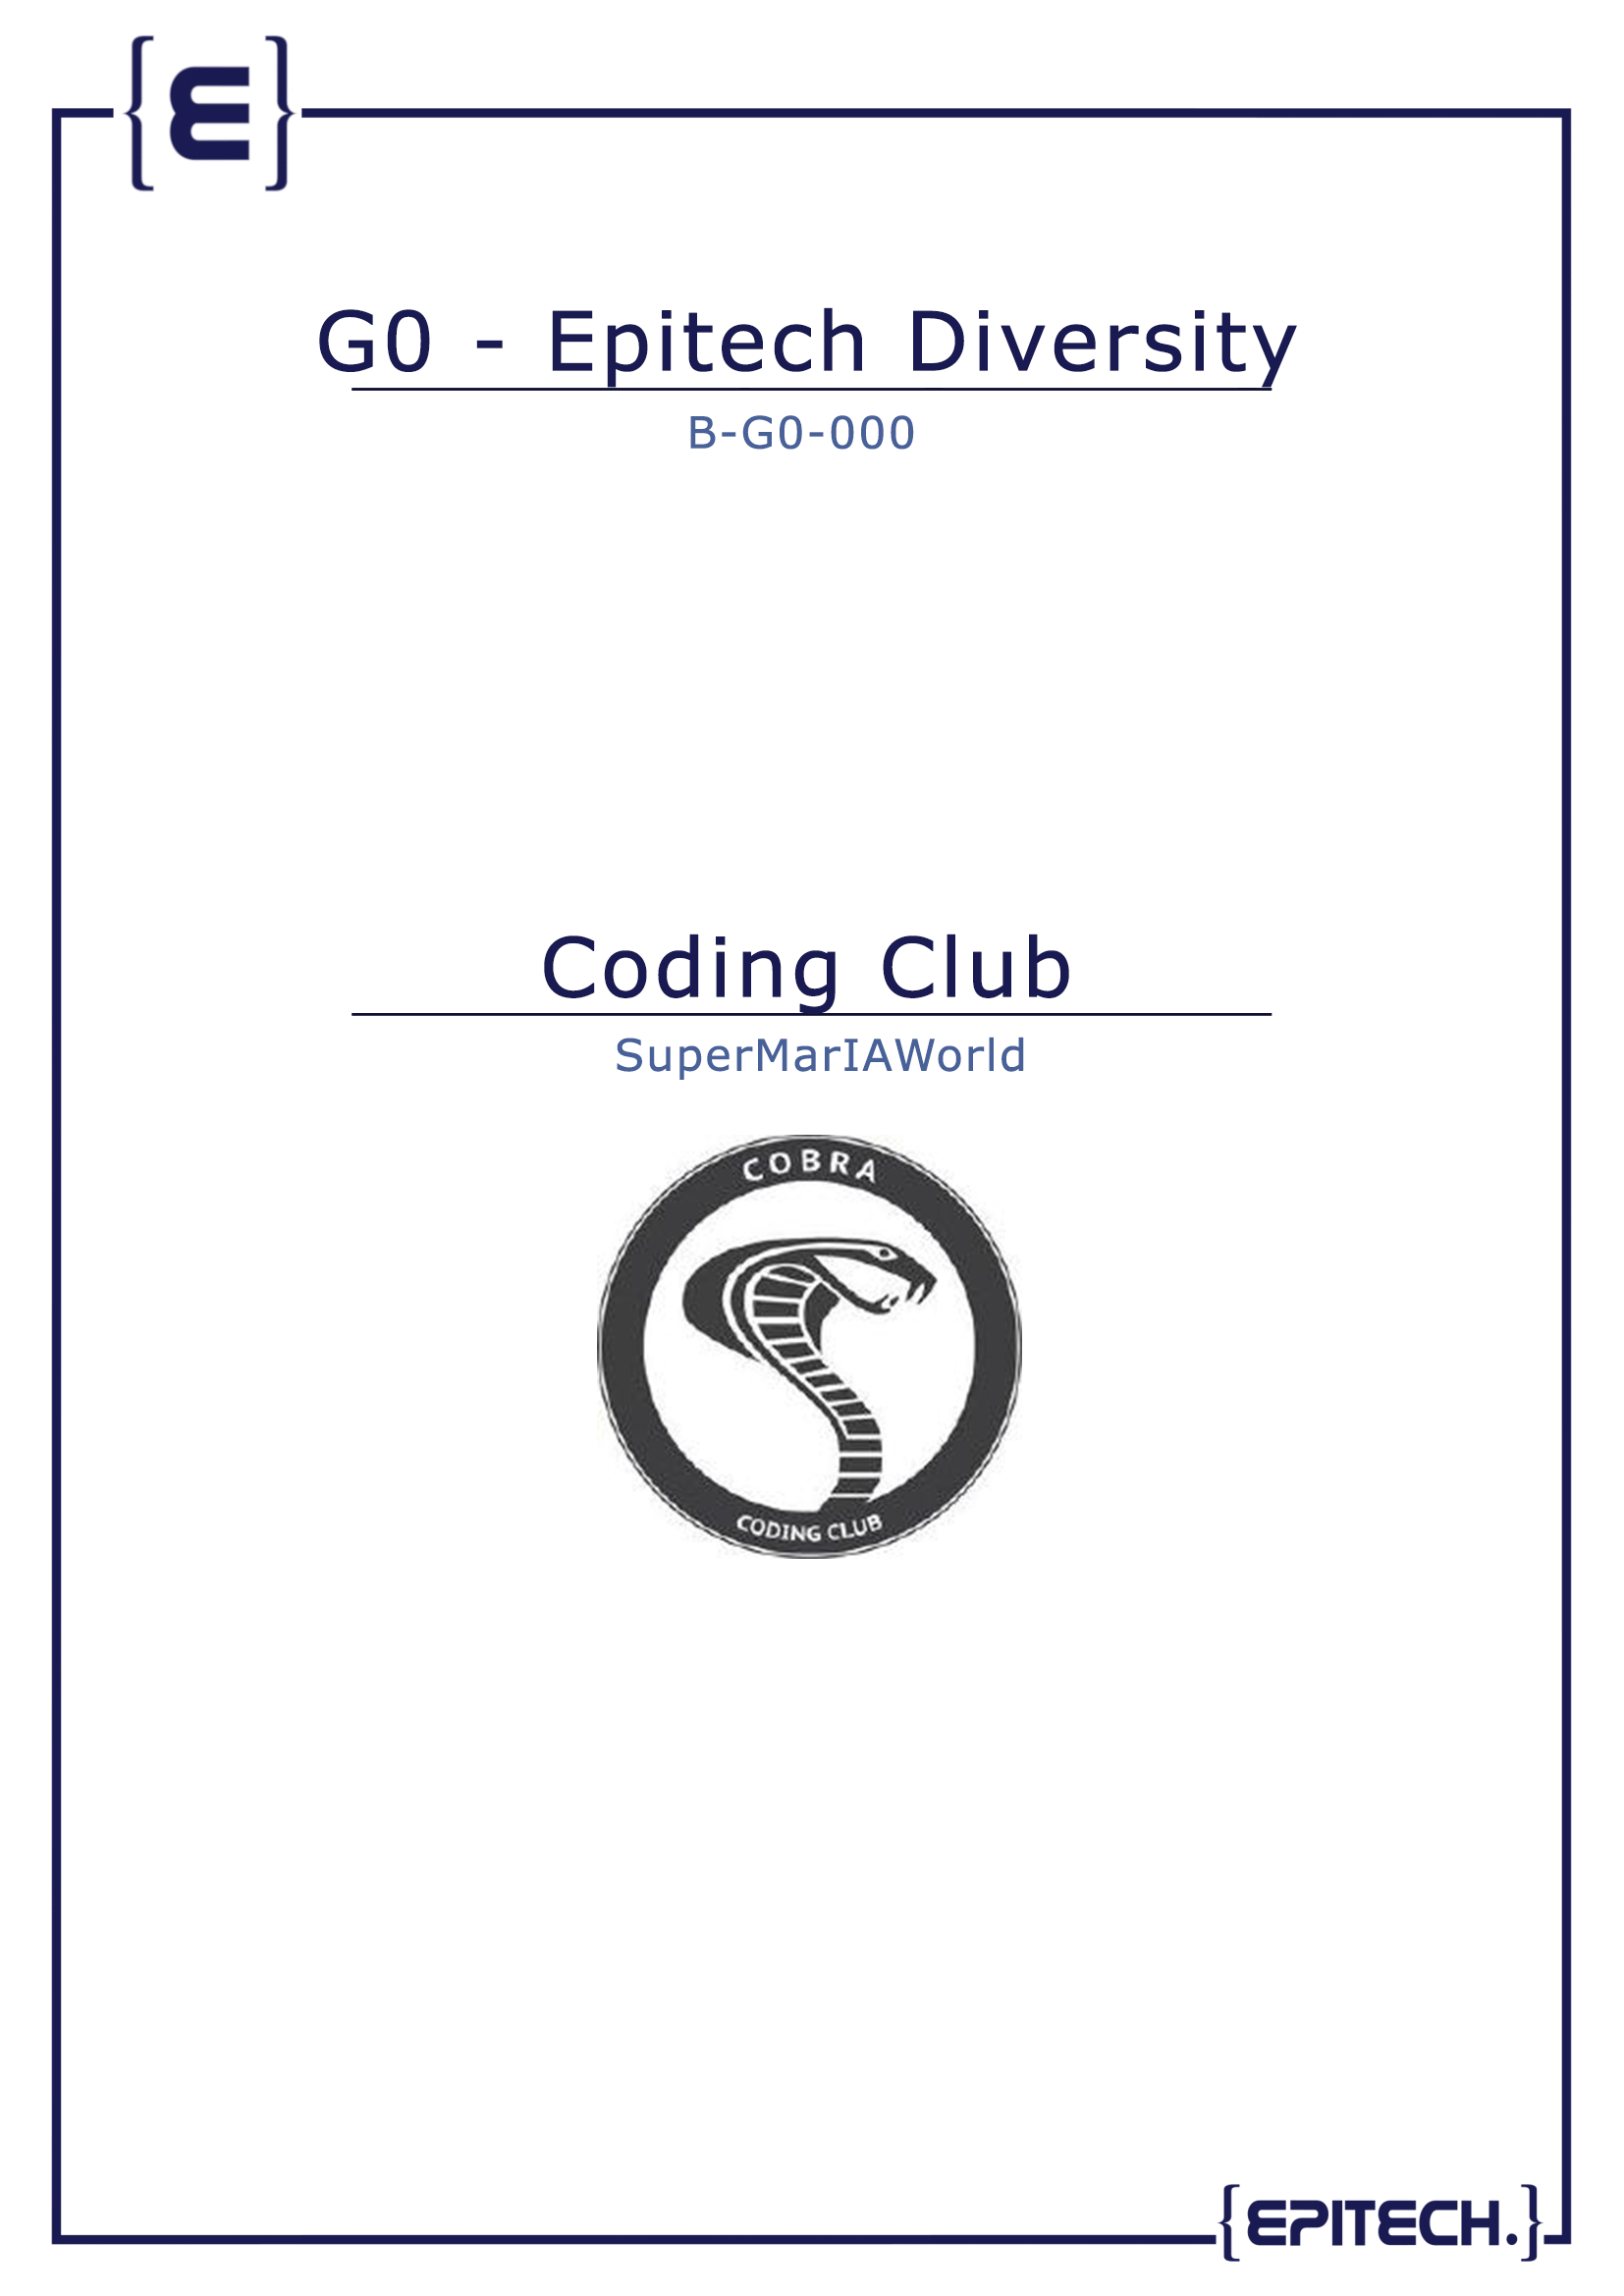 {E}
G0 - Epitech Diversity
B-G0-000
Coding Club
SuperMarIAWorld
COBRA
CODING CLUB
{EPITECH.}